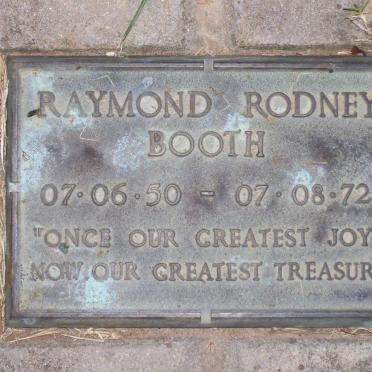 RAYMOND RODNEY
BOOTH
07·06·50 - 07·08·72
"ONCE OUR GREATEST JOY
NOW OUR GREATEST TREASUR